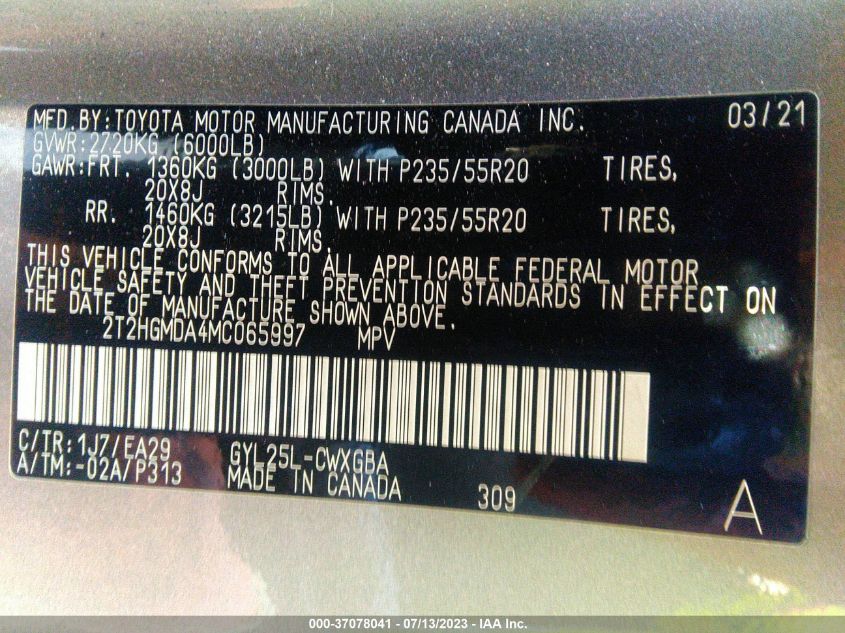 MFD.BY:TOYOTA MOTOR MANUFACTURING CANADA INC. 03/21
GVWR:2720KG (6000LB)
GAWR:FRT. 1360KG (3000LB) WITH P235/55R20 TIRES,
20X8J RIMS.
RR. 1460KG (3215LB) WITH P235/55R20 TIRES,
20X8J RIMS.
THIS VEHICLE CONFORMS TO ALL APPLICABLE FEDERAL MOTOR
VEHICLE SAFETY AND THEFT PREVENTION STANDARDS IN EFFECT ON
THE DATE OF MANUFACTURE SHOWN ABOVE.
2T2HGMDA4MC065997 MPV
C/TR:1J7/EA29 GYL25L-CWXGBA
A/TM:-02A/P313 MADE IN CANADA 309 A
000-37078041 - 07/13/2023 - IAA Inc.